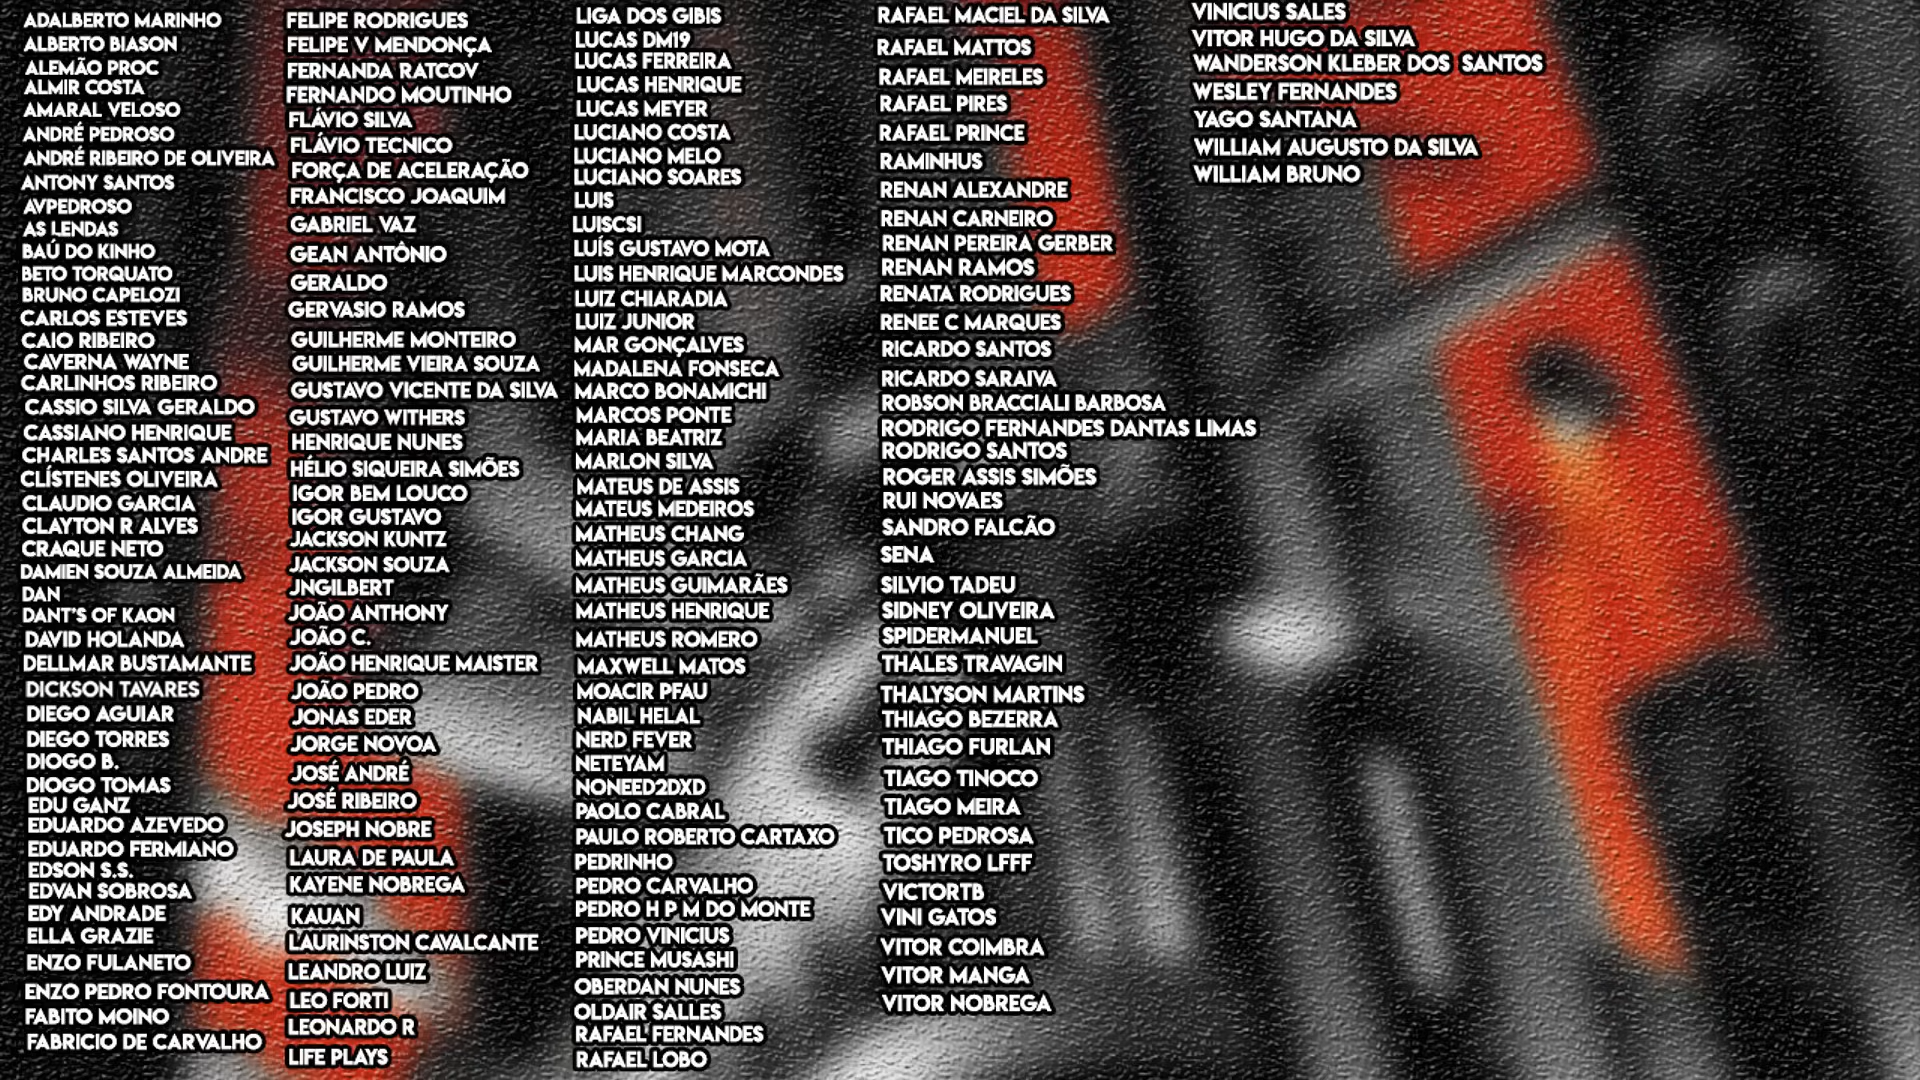 ADALBERTO MARINHO
ALBERTO BIASON
ALEMÃO PROC
ALMIR COSTA
AMARAL VELOSO
ANDRÉ PEDROSO
ANDRÉ RIBEIRO DE OLIVEIRA
ANTONY SANTOS
AVPEDROSO
AS LENDAS
BAÚ DO KINHO
BETO TORQUATO
BRUNO CAPELOZI
CARLOS ESTEVES
CAIO RIBEIRO
CAVERNA WAYNE
CARLINHOS RIBEIRO
CASSIO SILVA GERALDO
CASSIANO HENRIQUE
CHARLES SANTOS ANDRE
CLÍSTENES OLIVEIRA
CLAUDIO GARCIA
CLAYTON R ALVES
CRAQUE NETO
DAMIEN SOUZA ALMEIDA
DAN
DANT'S OF KAON
DAVID HOLANDA
DELLMAR BUSTAMANTE
DICKSON TAVARES
DIEGO AGUIAR
DIEGO TORRES
DIOGO B.
DIOGO TOMAS
EDU GANZ
EDUARDO AZEVEDO
EDUARDO FERMIANO
EDSON S.S.
EDVAN SOBROSA
EDY ANDRADE
ELLA GRAZIE
ENZO FULANETO
ENZO PEDRO FONTOURA
FABITO MOINO
FABRICIO DE CARVALHO
FELIPE RODRIGUES
FELIPE V MENDONÇA
FERNANDA RATCOV
FERNANDO MOUTINHO
FLÁVIO SILVA
FLÁVIO TECNICO
FORÇA DE ACELERAÇÃO
FRANCISCO JOAQUIM
GABRIEL VAZ
GEAN ANTÔNIO
GERALDO
GERVASIO RAMOS
GUILHERME MONTEIRO
GUILHERME VIEIRA SOUZA
GUSTAVO VICENTE DA SILVA
GUSTAVO WITHERS
HENRIQUE NUNES
HÉLIO SIQUEIRA SIMÕES
IGOR BEM LOUCO
IGOR GUSTAVO
JACKSON KUNTZ
JACKSON SOUZA
JNGILBERT
JOÃO ANTHONY
JOÃO C.
JOÃO HENRIQUE MAISTER
JOÃO PEDRO
JONAS EDER
JORGE NOVOA
JOSÉ ANDRÉ
JOSÉ RIBEIRO
JOSEPH NOBRE
LAURA DE PAULA
KAYENE NOBREGA
KAUAN
LAURINSTON CAVALCANTE
LEANDRO LUIZ
LEO FORTI
LEONARDO R
LIFE PLAYS
LIGA DOS GIBIS
LUCAS DM19
LUCAS FERREIRA
LUCAS HENRIQUE
LUCAS MEYER
LUCIANO COSTA
LUCIANO MELO
LUCIANO SOARES
LUIS
LUISCSI
LUÍS GUSTAVO MOTA
LUIS HENRIQUE MARCONDES
LUIZ CHIARADIA
LUIZ JUNIOR
MAR GONÇALVES
MADALENA FONSECA
MARCO BONAMICHI
MARCOS PONTE
MARIA BEATRIZ
MARLON SILVA
MATEUS DE ASSIS
MATEUS MEDEIROS
MATHEUS CHANG
MATHEUS GARCIA
MATHEUS GUIMARÃES
MATHEUS HENRIQUE
MATHEUS ROMERO
MAXWELL MATOS
MOACIR PFAU
NABIL HELAL
NERD FEVER
NETEYAM
NONEED2DXD
PAOLO CABRAL
PAULO ROBERTO CARTAXO
PEDRINHO
PEDRO CARVALHO
PEDRO H P M DO MONTE
PEDRO VINICIUS
PRINCE MUSASHI
OBERDAN NUNES
OLDAIR SALLES
RAFAEL FERNANDES
RAFAEL LOBO
RAFAEL MACIEL DA SILVA
RAFAEL MATTOS
RAFAEL MEIRELES
RAFAEL PIRES
RAFAEL PRINCE
RAMINHUS
RENAN ALEXANDRE
RENAN CARNEIRO
RENAN PEREIRA GERBER
RENAN RAMOS
RENATA RODRIGUES
RENEE C MARQUES
RICARDO SANTOS
RICARDO SARAIVA
ROBSON BRACCIALI BARBOSA
RODRIGO FERNANDES DANTAS LIMAS
RODRIGO SANTOS
ROGER ASSIS SIMÕES
RUI NOVAES
SANDRO FALCÃO
SENA
SILVIO TADEU
SIDNEY OLIVEIRA
SPIDERMANUEL
THALES TRAVAGIN
THALYSON MARTINS
THIAGO BEZERRA
THIAGO FURLAN
TIAGO TINOCO
TIAGO MEIRA
TICO PEDROSA
TOSHYRO LFFF
VICTORTB
VINI GATOS
VITOR COIMBRA
VITOR MANGA
VITOR NOBREGA
VINICIUS SALES
VITOR HUGO DA SILVA
WANDERSON KLEBER DOS SANTOS
WESLEY FERNANDES
YAGO SANTANA
WILLIAM AUGUSTO DA SILVA
WILLIAM BRUNO